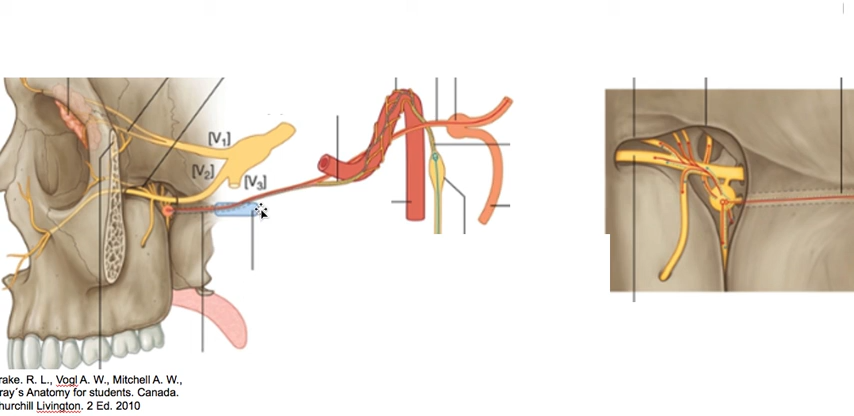 [V₁]
[V₂]
[V₃]
rake. R. L., Vogl A. W., Mitchell A. W.,
ray´s Anatomy for students. Canada.
hurchill Livington. 2 Ed. 2010